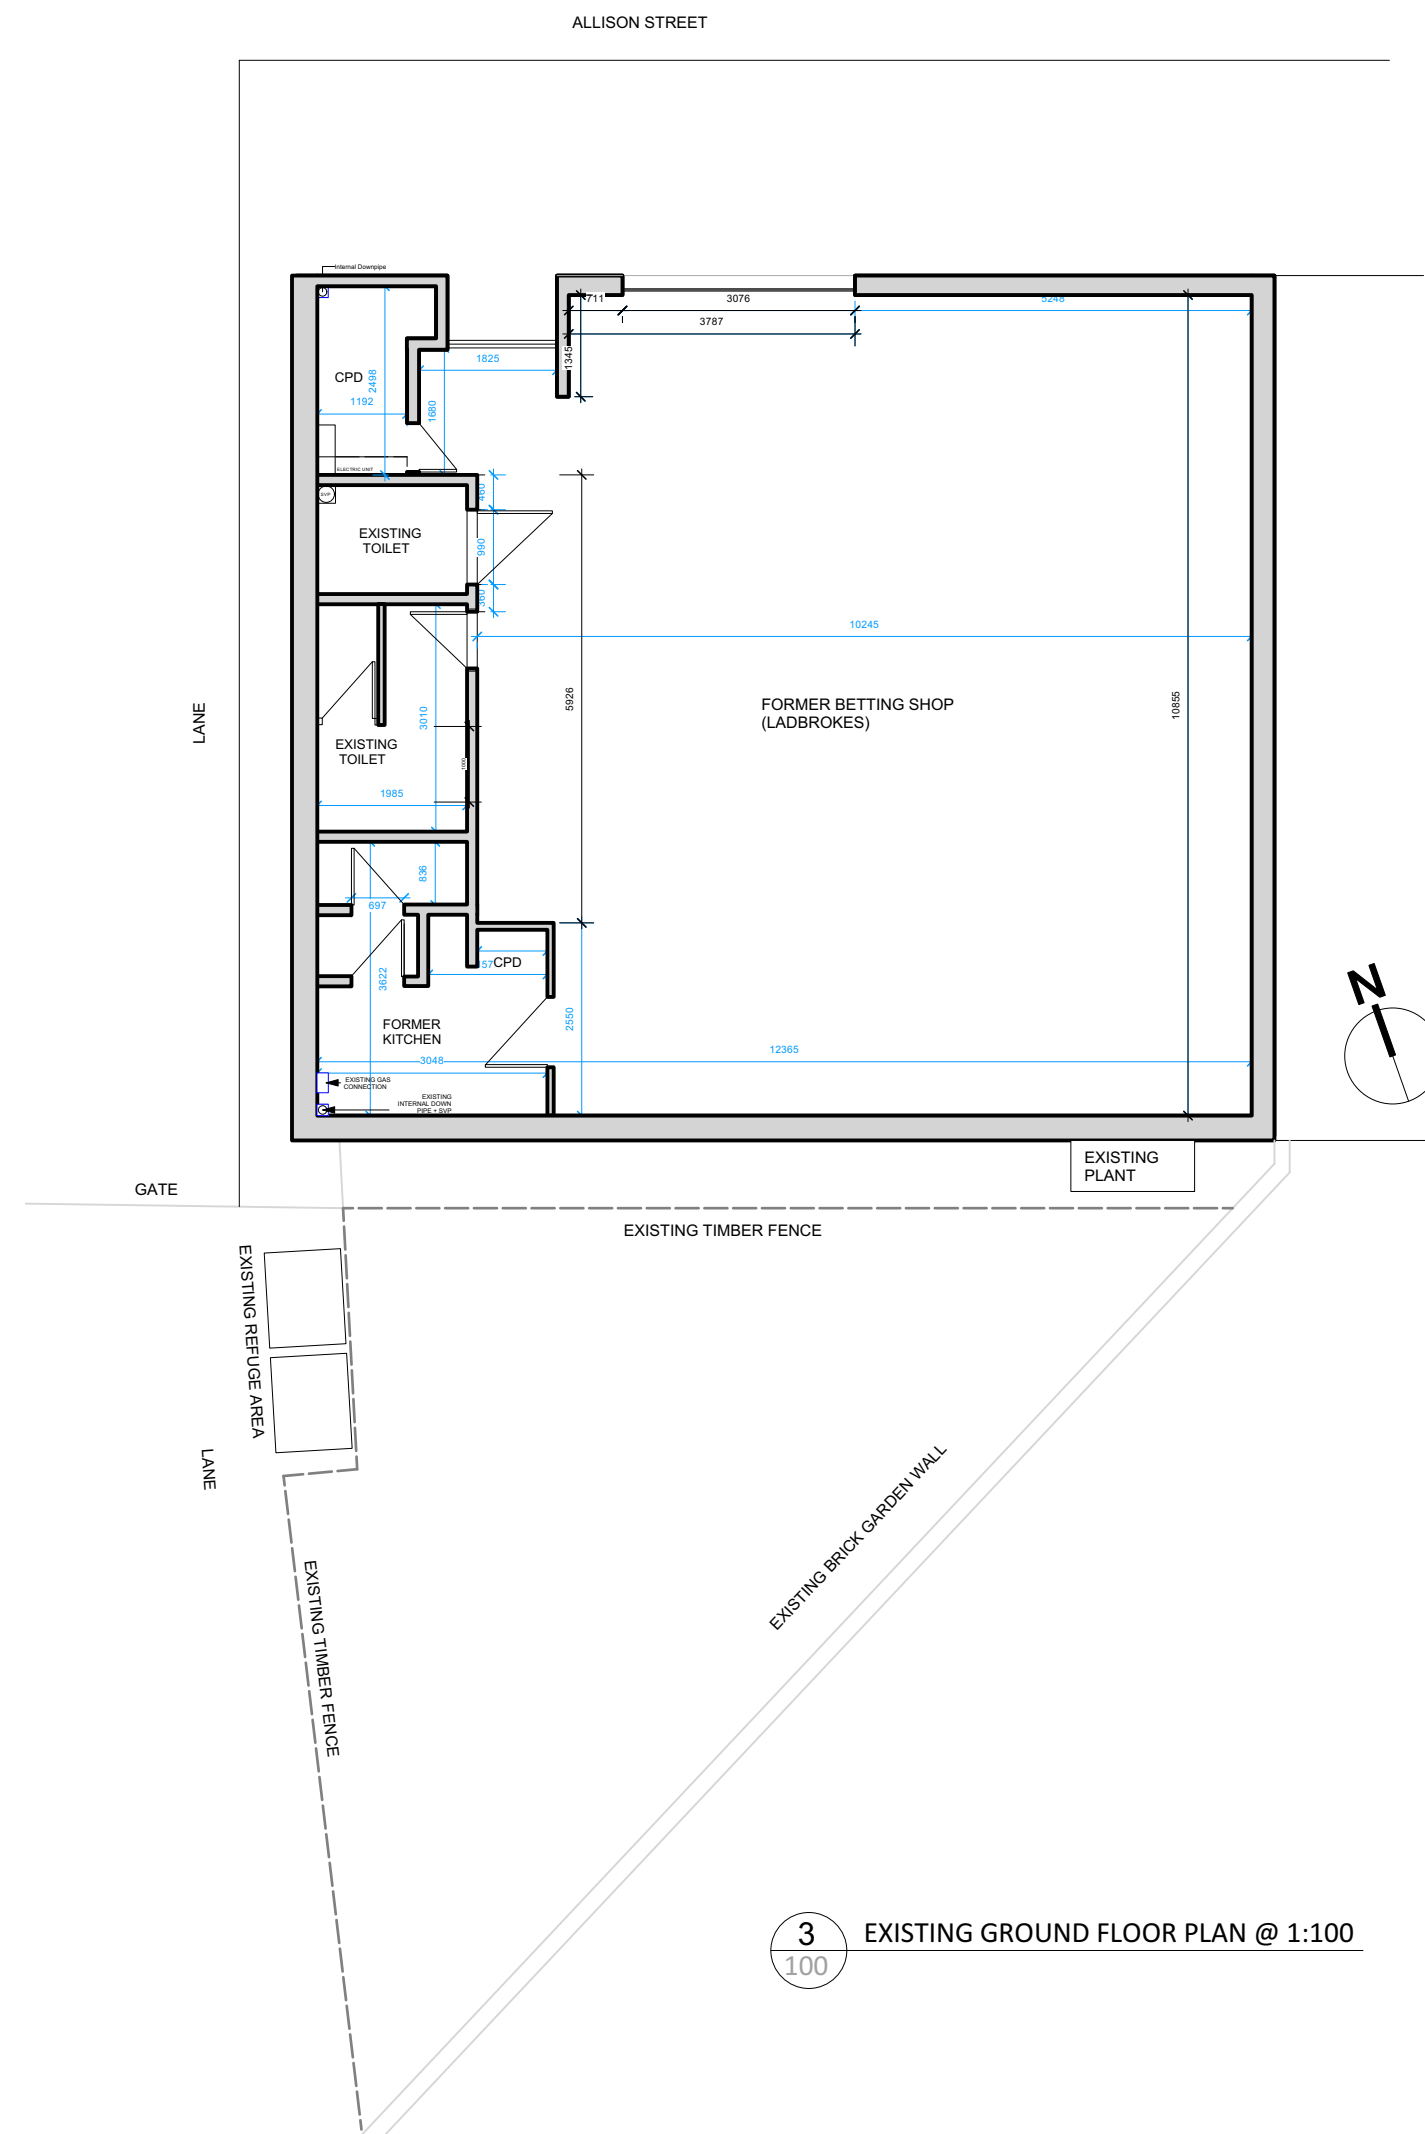 ALLISON STREET
Internal Downpipe
711
3076
5248
3787
1345
1825
CPD
2498
1192
1680
ELECTRIC UNIT
460
SVP
EXISTING
TOILET
990
360
10245
5926
10855
FORMER BETTING SHOP
(LADBROKES)
LANE
3010
EXISTING
TOILET
1000
1985
836
697
CPD
157
3622
FORMER
KITCHEN
2550
12365
3048
EXISTING GAS
CONNECTION
EXISTING
INTERNAL DOWN
PIPE + SVP
N
EXISTING
PLANT
GATE
EXISTING TIMBER FENCE
EXISTING REFUGE AREA
LANE
EXISTING BRICK GARDEN WALL
EXISTING TIMBER FENCE
3
100
EXISTING GROUND FLOOR PLAN @ 1:100